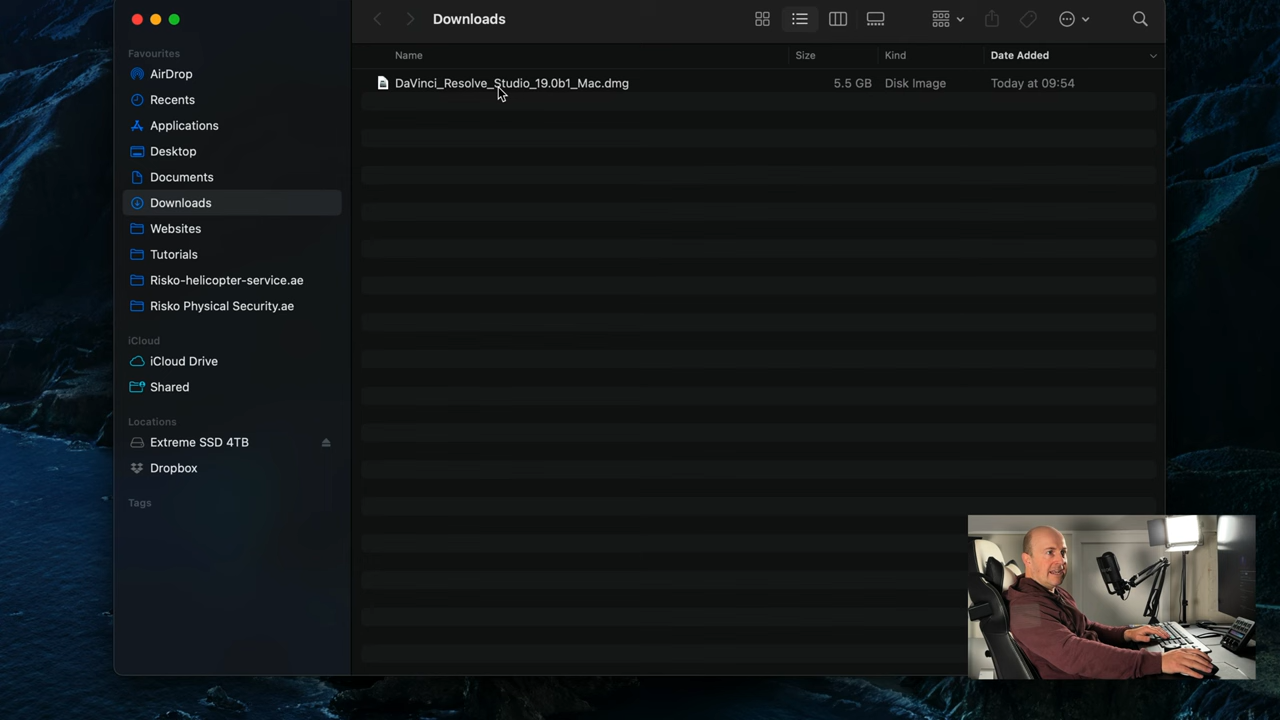 Downloads
Favourites
AirDrop
Recents
Applications
Desktop
Documents
Downloads
Websites
Tutorials
Risko-helicopter-service.ae
Risko Physical Security.ae
iCloud
iCloud Drive
Shared
Locations
Extreme SSD 4TB
Dropbox
Tags
Name Size Kind Date Added
DaVinci_Resolve_Studio_19.0b1_Mac.dmg 5.5 GB Disk Image Today at 09:54